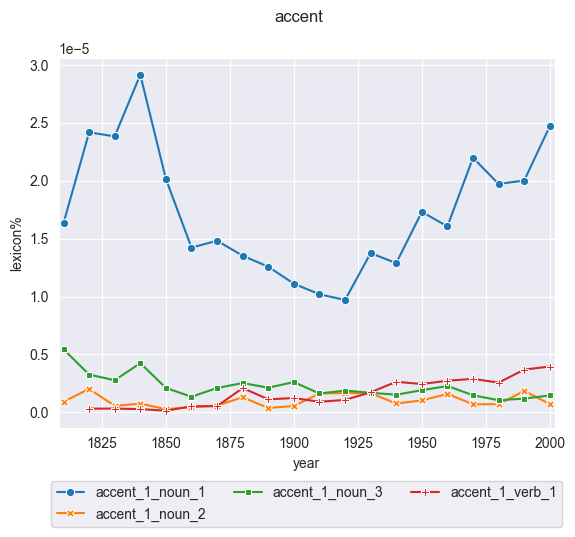 accent
1e−5
3.0
2.5
2.0
1.5
1.0
0.5
0.0
lexicon%
1825 1850 1875 1900 1925 1950 1975 2000
year
accent_1_noun_1 accent_1_noun_3 accent_1_verb_1
accent_1_noun_2